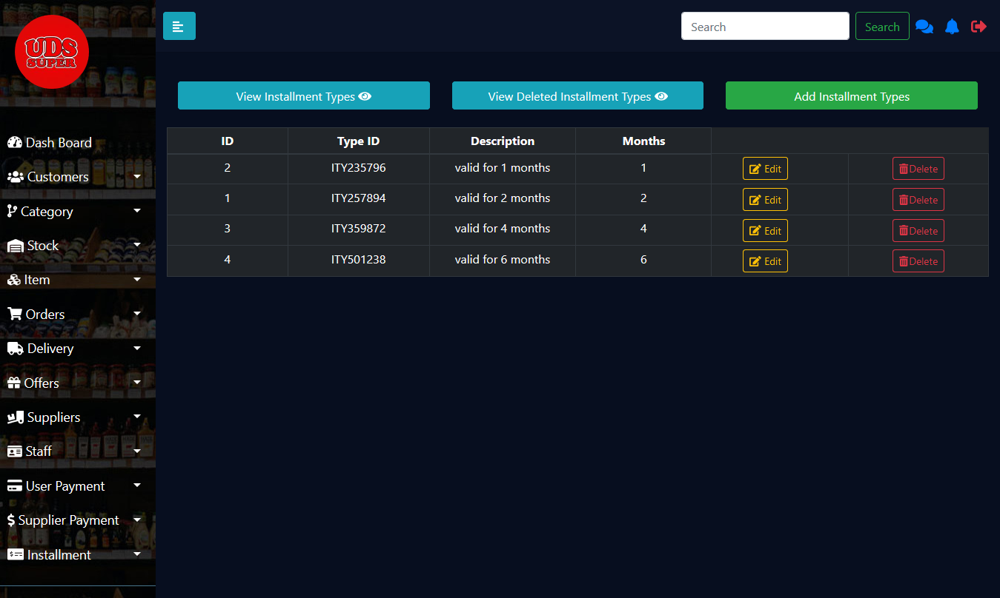 UDS
SUPER
Search
Search
View Installment Types
View Deleted Installment Types
Add Installment Types
ID Type ID Description Months
2 ITY235796 valid for 1 months 1 Edit Delete
1 ITY257894 valid for 2 months 2 Edit Delete
3 ITY359872 valid for 4 months 4 Edit Delete
4 ITY501238 valid for 6 months 6 Edit Delete
Dash Board
Customers
Category
Stock
Item
Orders
Delivery
Offers
Suppliers
Staff
User Payment
$ Supplier Payment
Installment